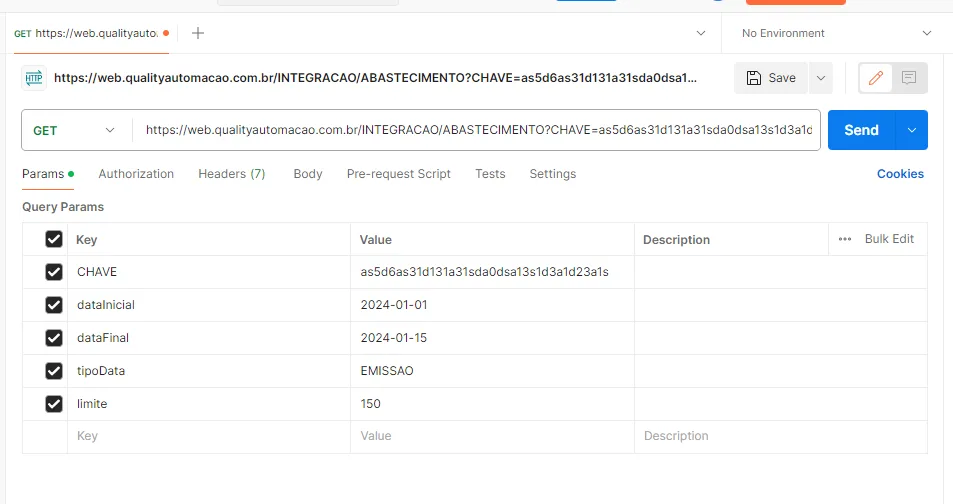 GET https://web.qualityauto.
No Environment
HTTP https://web.qualityautomacao.com.br/INTEGRACAO/ABASTECIMENTO?CHAVE=as5d6as31d131a31sda0dsa1... Save
GET https://web.qualityautomacao.com.br/INTEGRACAO/ABASTECIMENTO?CHAVE=as5d6as31d131a31sda0dsa13s1d3a1d Send
Params Authorization Headers (7) Body Pre-request Script Tests Settings Cookies
Query Params
Key Value Description ••• Bulk Edit
CHAVE as5d6as31d131a31sda0dsa13s1d3a1d23a1s
dataInicial 2024-01-01
dataFinal 2024-01-15
tipoData EMISSAO
limite 150
Key Value Description